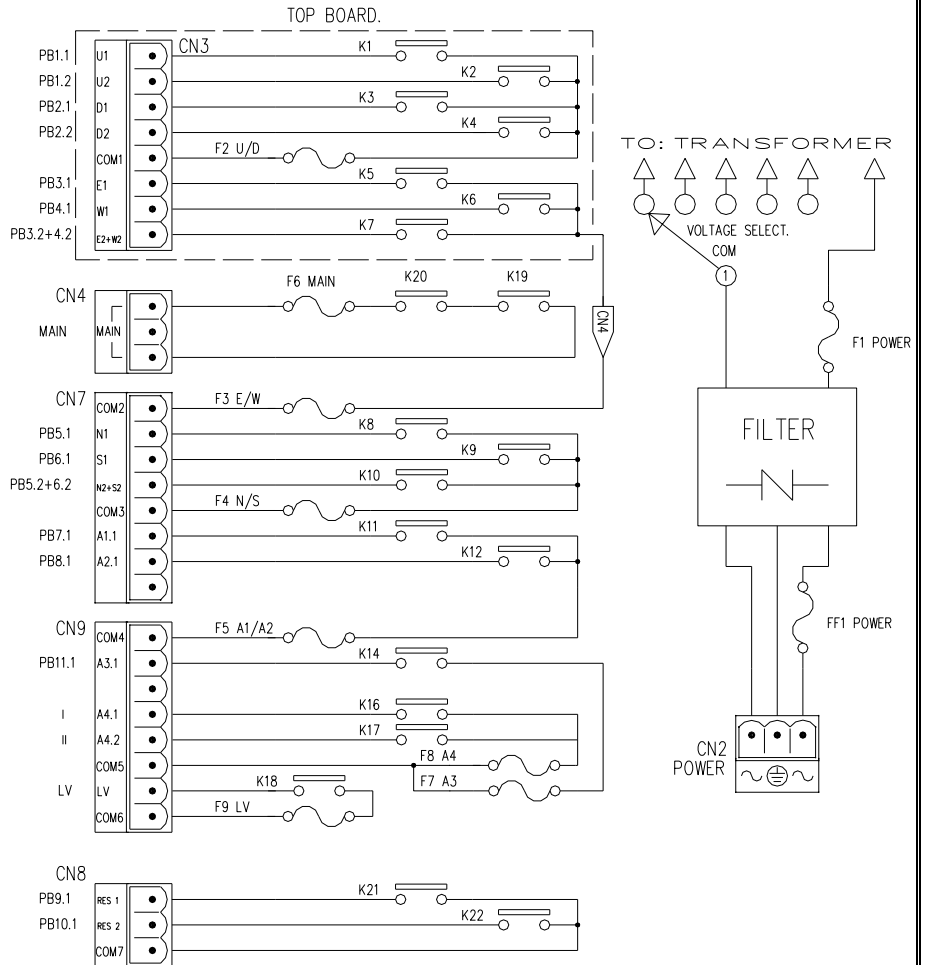 TOP BOARD.
CN3
PB1.1 U1 K1
PB1.2 U2 K2
PB2.1 D1 K3
PB2.2 D2 K4
COM1 F2 U/D
PB3.1 E1 K5
PB4.1 W1 K6
PB3.2+4.2 E2+W2 K7
CN4
MAIN MAIN F6 MAIN K20 K19
CN4
CN7
COM2 F3 E/W
PB5.1 N1 K8
PB6.1 S1 K9
PB5.2+6.2 N2+S2 K10
COM3 F4 N/S
PB7.1 A1.1 K11
PB8.1 A2.1 K12
CN9
COM4 F5 A1/A2
PB11.1 A3.1 K14
I A4.1 K16
II A4.2 K17
COM5 F8 A4
F7 A3
LV LV K18
COM6 F9 LV
CN8
PB9.1 RES 1 K21
PB10.1 RES 2 K22
COM7
TO: TRANSFORMER
VOLTAGE SELECT.
COM
1
F1 POWER
FILTER
N
FF1 POWER
CN2
POWER